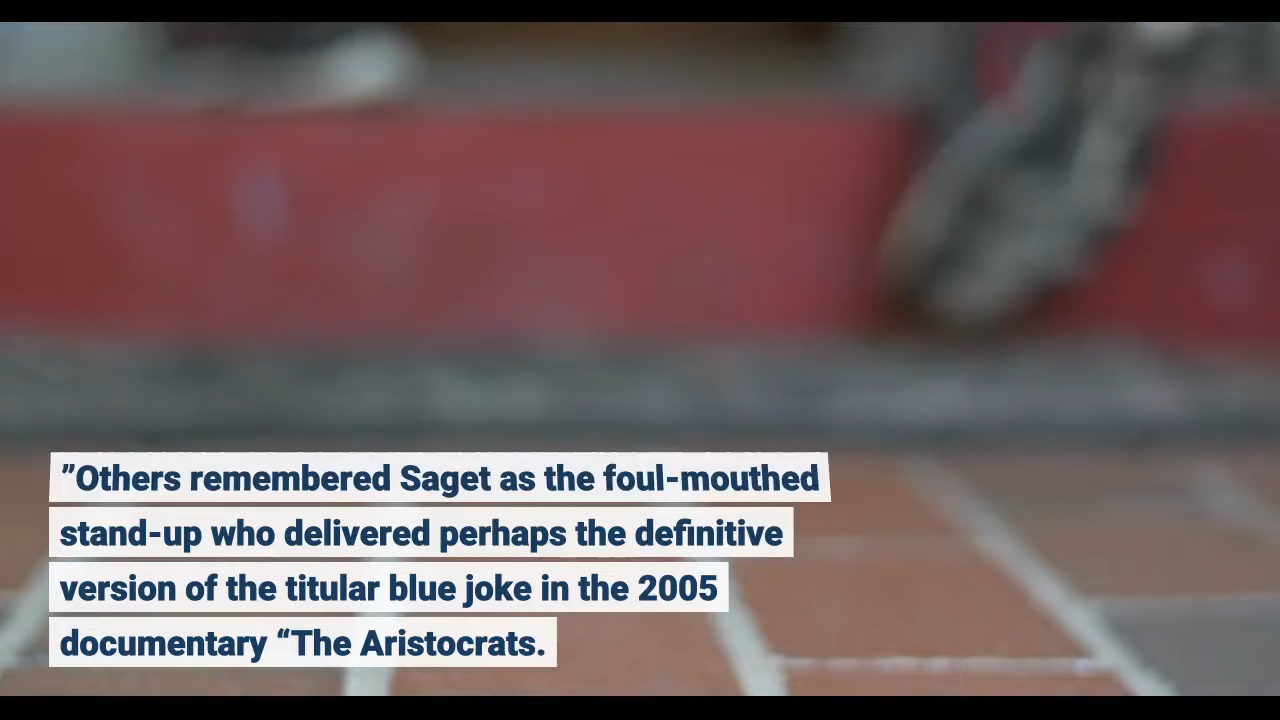 ”Others remembered Saget as the foul-mouthed
stand-up who delivered perhaps the definitive
version of the titular blue joke in the 2005
documentary “The Aristocrats.